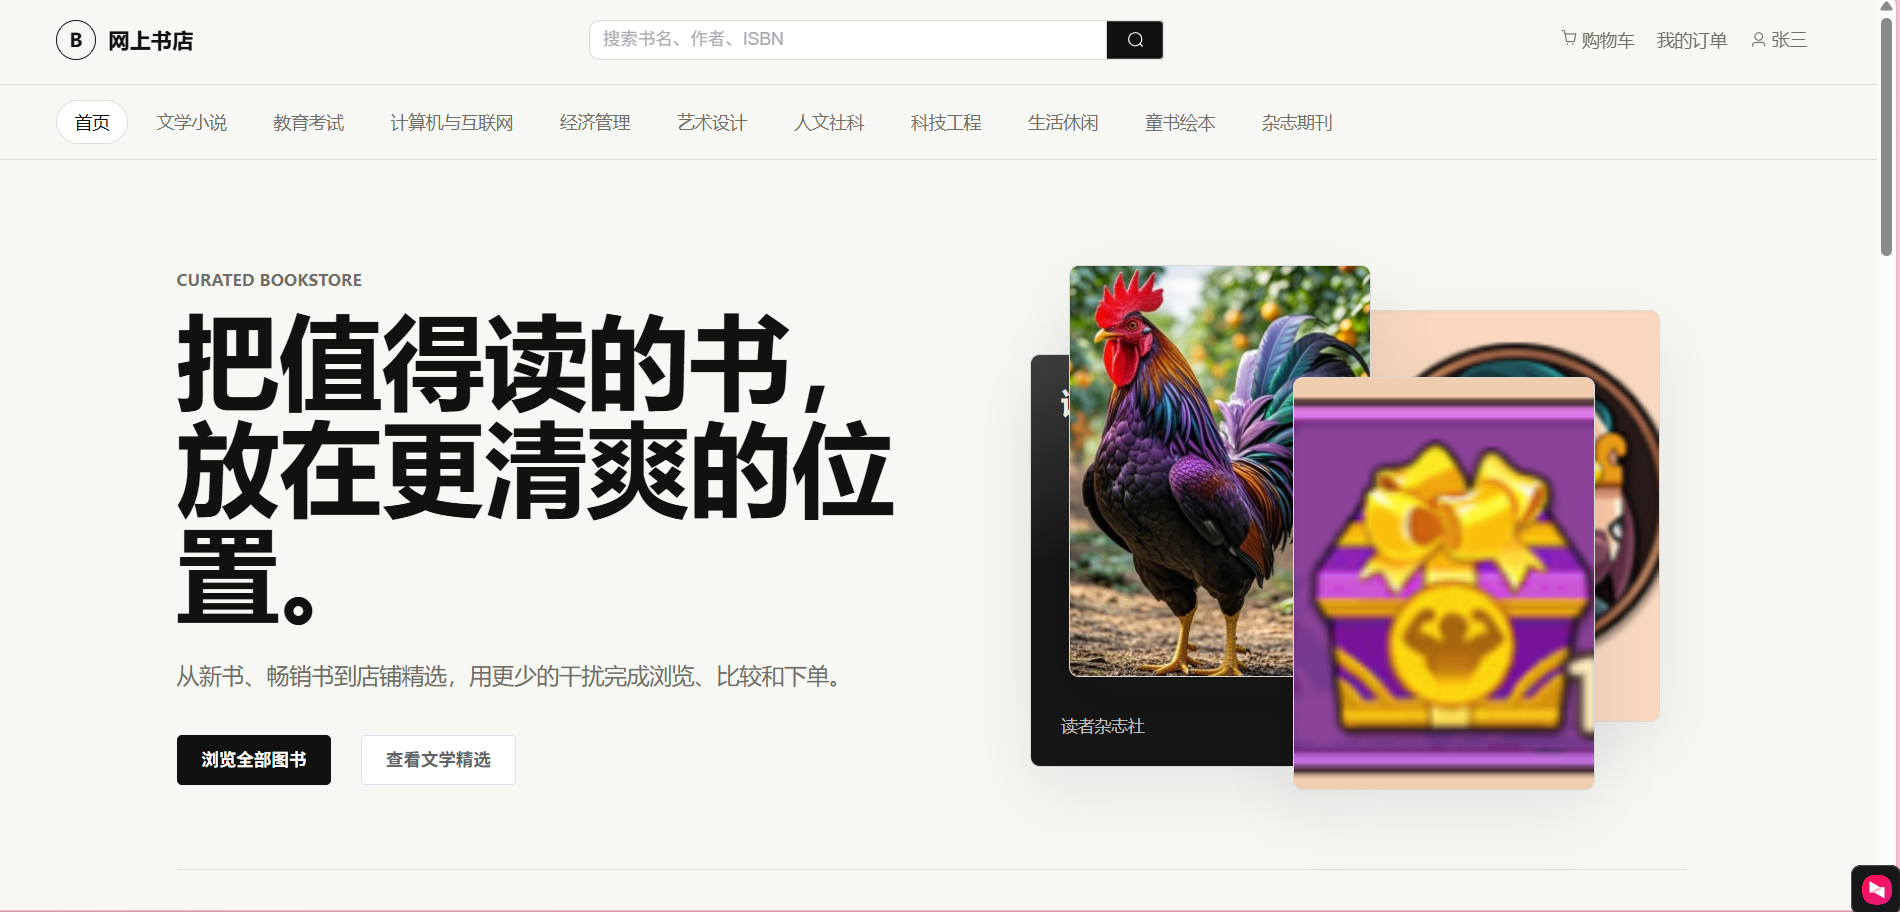 B 网上书店
搜索书名、作者、ISBN
购物车 我的订单 张三
首页 文学小说 教育考试 计算机与互联网 经济管理 艺术设计 人文社科 科技工程 生活休闲 童书绘本 杂志期刊
CURATED BOOKSTORE
把值得读的书，
放在更清爽的位
置。
从新书、畅销书到店铺精选，用更少的干扰完成浏览、比较和下单。
浏览全部图书 查看文学精选
读者杂志社